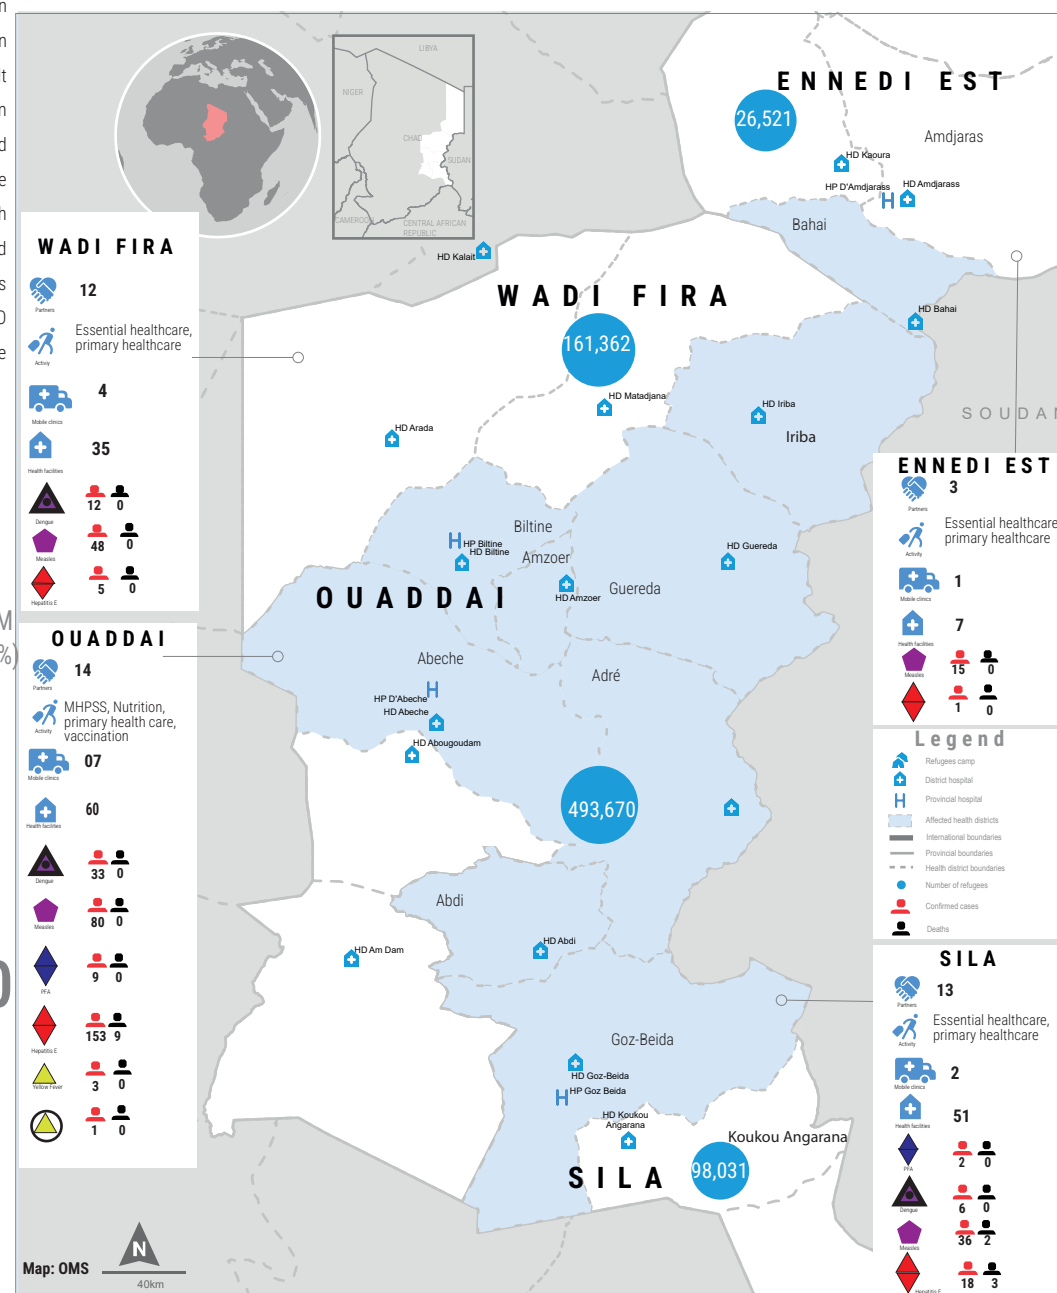 n
n
lt
n
d
e
h
d
s
D
e
M
%)
0
LIBYA
NIGER
CHAD
SUDAN
CAMEROON
CENTRAL AFRICAN
REPUBLIC
ENNEDI EST
26,521
Amdjaras
HD Kaoura
HP D'Amdjarass
HD Amdjarass
Bahai
HD Kalait
HD Bahai
WADI FIRA
161,362
HD Matadjana
HD Arada
HD Iriba
Iriba
SOUDAN
Biltine
HP Biltine
HD Biltine
Amzoer
HD Amzoer
HD Guereda
Guereda
OUADDAI
Abeche
HP D'Abeche
HD Abeche
HD Abougoudam
Adré
493,670
Abdi
HD Abdi
HD Am Dam
Goz-Beida
HD Goz-Beida
HP Goz Beida
HD Koukou
Angarana
Koukou Angarana
SILA
98,031
WADI FIRA
12
Partners
Essential healthcare,
primary healthcare
Activiy
4
Mobile clinics
35
Health facilities
12 0
Dengue
48 0
Measles
5 0
Hepatitis E
OUADDAI
14
Partners
MHPSS, Nutrition,
primary health care,
vaccination
Activity
07
Mobile clinics
60
Health facilities
33 0
Dengue
80 0
Measles
9 0
PFA
153 9
Hepatitis E
3 0
Yellow Fever
1 0
ENNEDI EST
3
Partners
Essential healthcare
primary healthcare
Activity
1
Mobile clinics
7
Health facilities
15 0
Measles
1 0
Legend
Refugees camp
District hospital
H Provincial hospital
Affected health districts
International boundaries
Provincial boundaries
Health district boundaries
Number of refugees
Confirmed cases
Deaths
SILA
13
Partners
Essential healthcare,
primary healthcare
Activity
2
Mobile clinics
51
Health facilities
2 0
PFA
6 0
Dengue
36 2
Measles
18 3
Hepatitis E
N
Map: OMS
40km